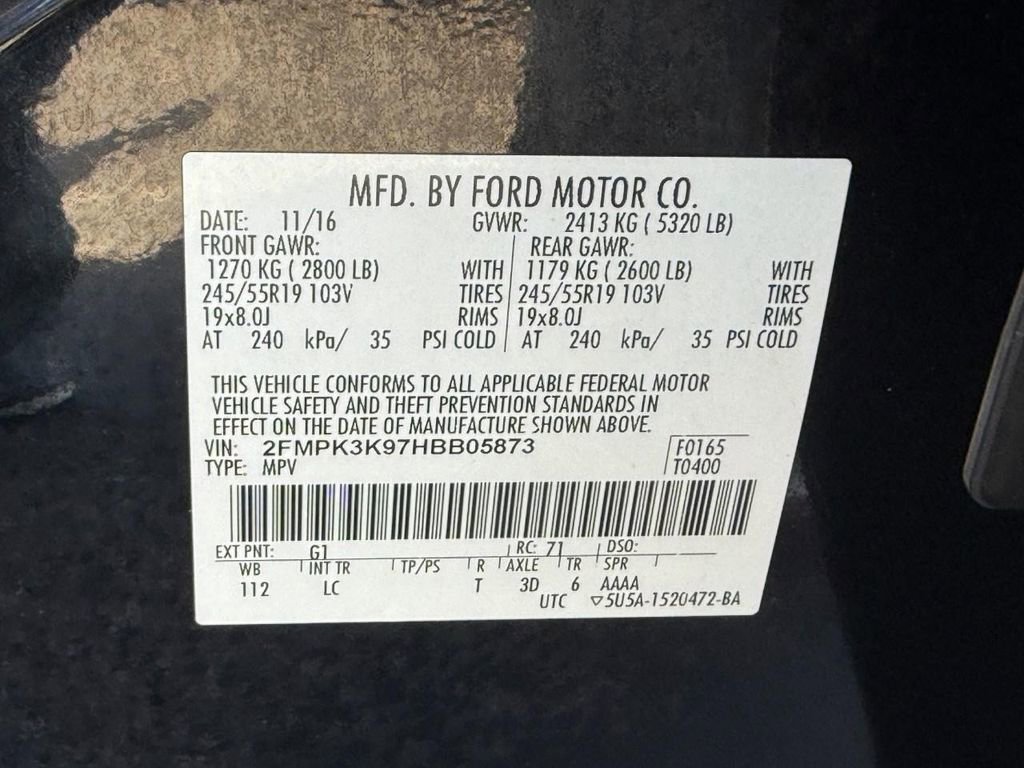 MFD. BY FORD MOTOR CO.
DATE: 11/16 GVWR: 2413 KG ( 5320 LB)
FRONT GAWR: REAR GAWR:
1270 KG ( 2800 LB) WITH 1179 KG ( 2600 LB) WITH
245/55R19 103V TIRES 245/55R19 103V TIRES
19x8.0J RIMS 19x8.0J RIMS
AT 240 kPa/ 35 PSI COLD AT 240 kPa/ 35 PSI COLD
THIS VEHICLE CONFORMS TO ALL APPLICABLE FEDERAL MOTOR
VEHICLE SAFETY AND THEFT PREVENTION STANDARDS IN
EFFECT ON THE DATE OF MANUFACTURE SHOWN ABOVE.
VIN: 2FMPK3K97HBB05873 F0165
TYPE: MPV T0400
EXT PNT: G1 RC: 71 DSO:
WB INT TR TP/PS R AXLE TR SPR
112 LC T 3D 6 AAAA
UTC ▽5U5A-1520472-BA